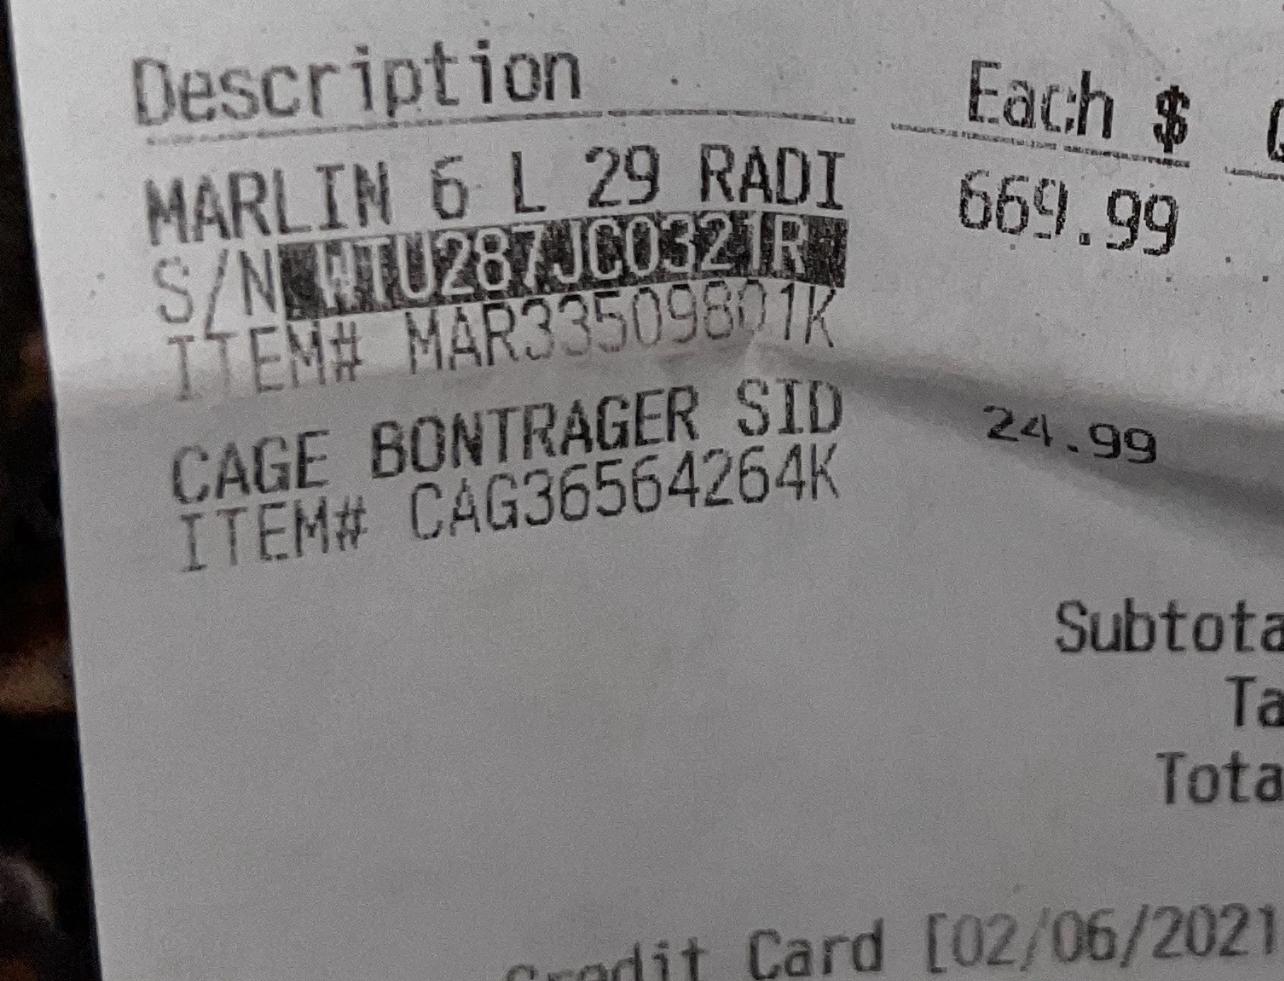 Description Each $
MARLIN 6 L 29 RADI 669.99
S/N WTU287JC0321R
ITEM# MAR33509801K
CAGE BONTRAGER SID 24.99
ITEM# CAG36564264K
Subtota
Ta
Tota
Credit Card [02/06/2021